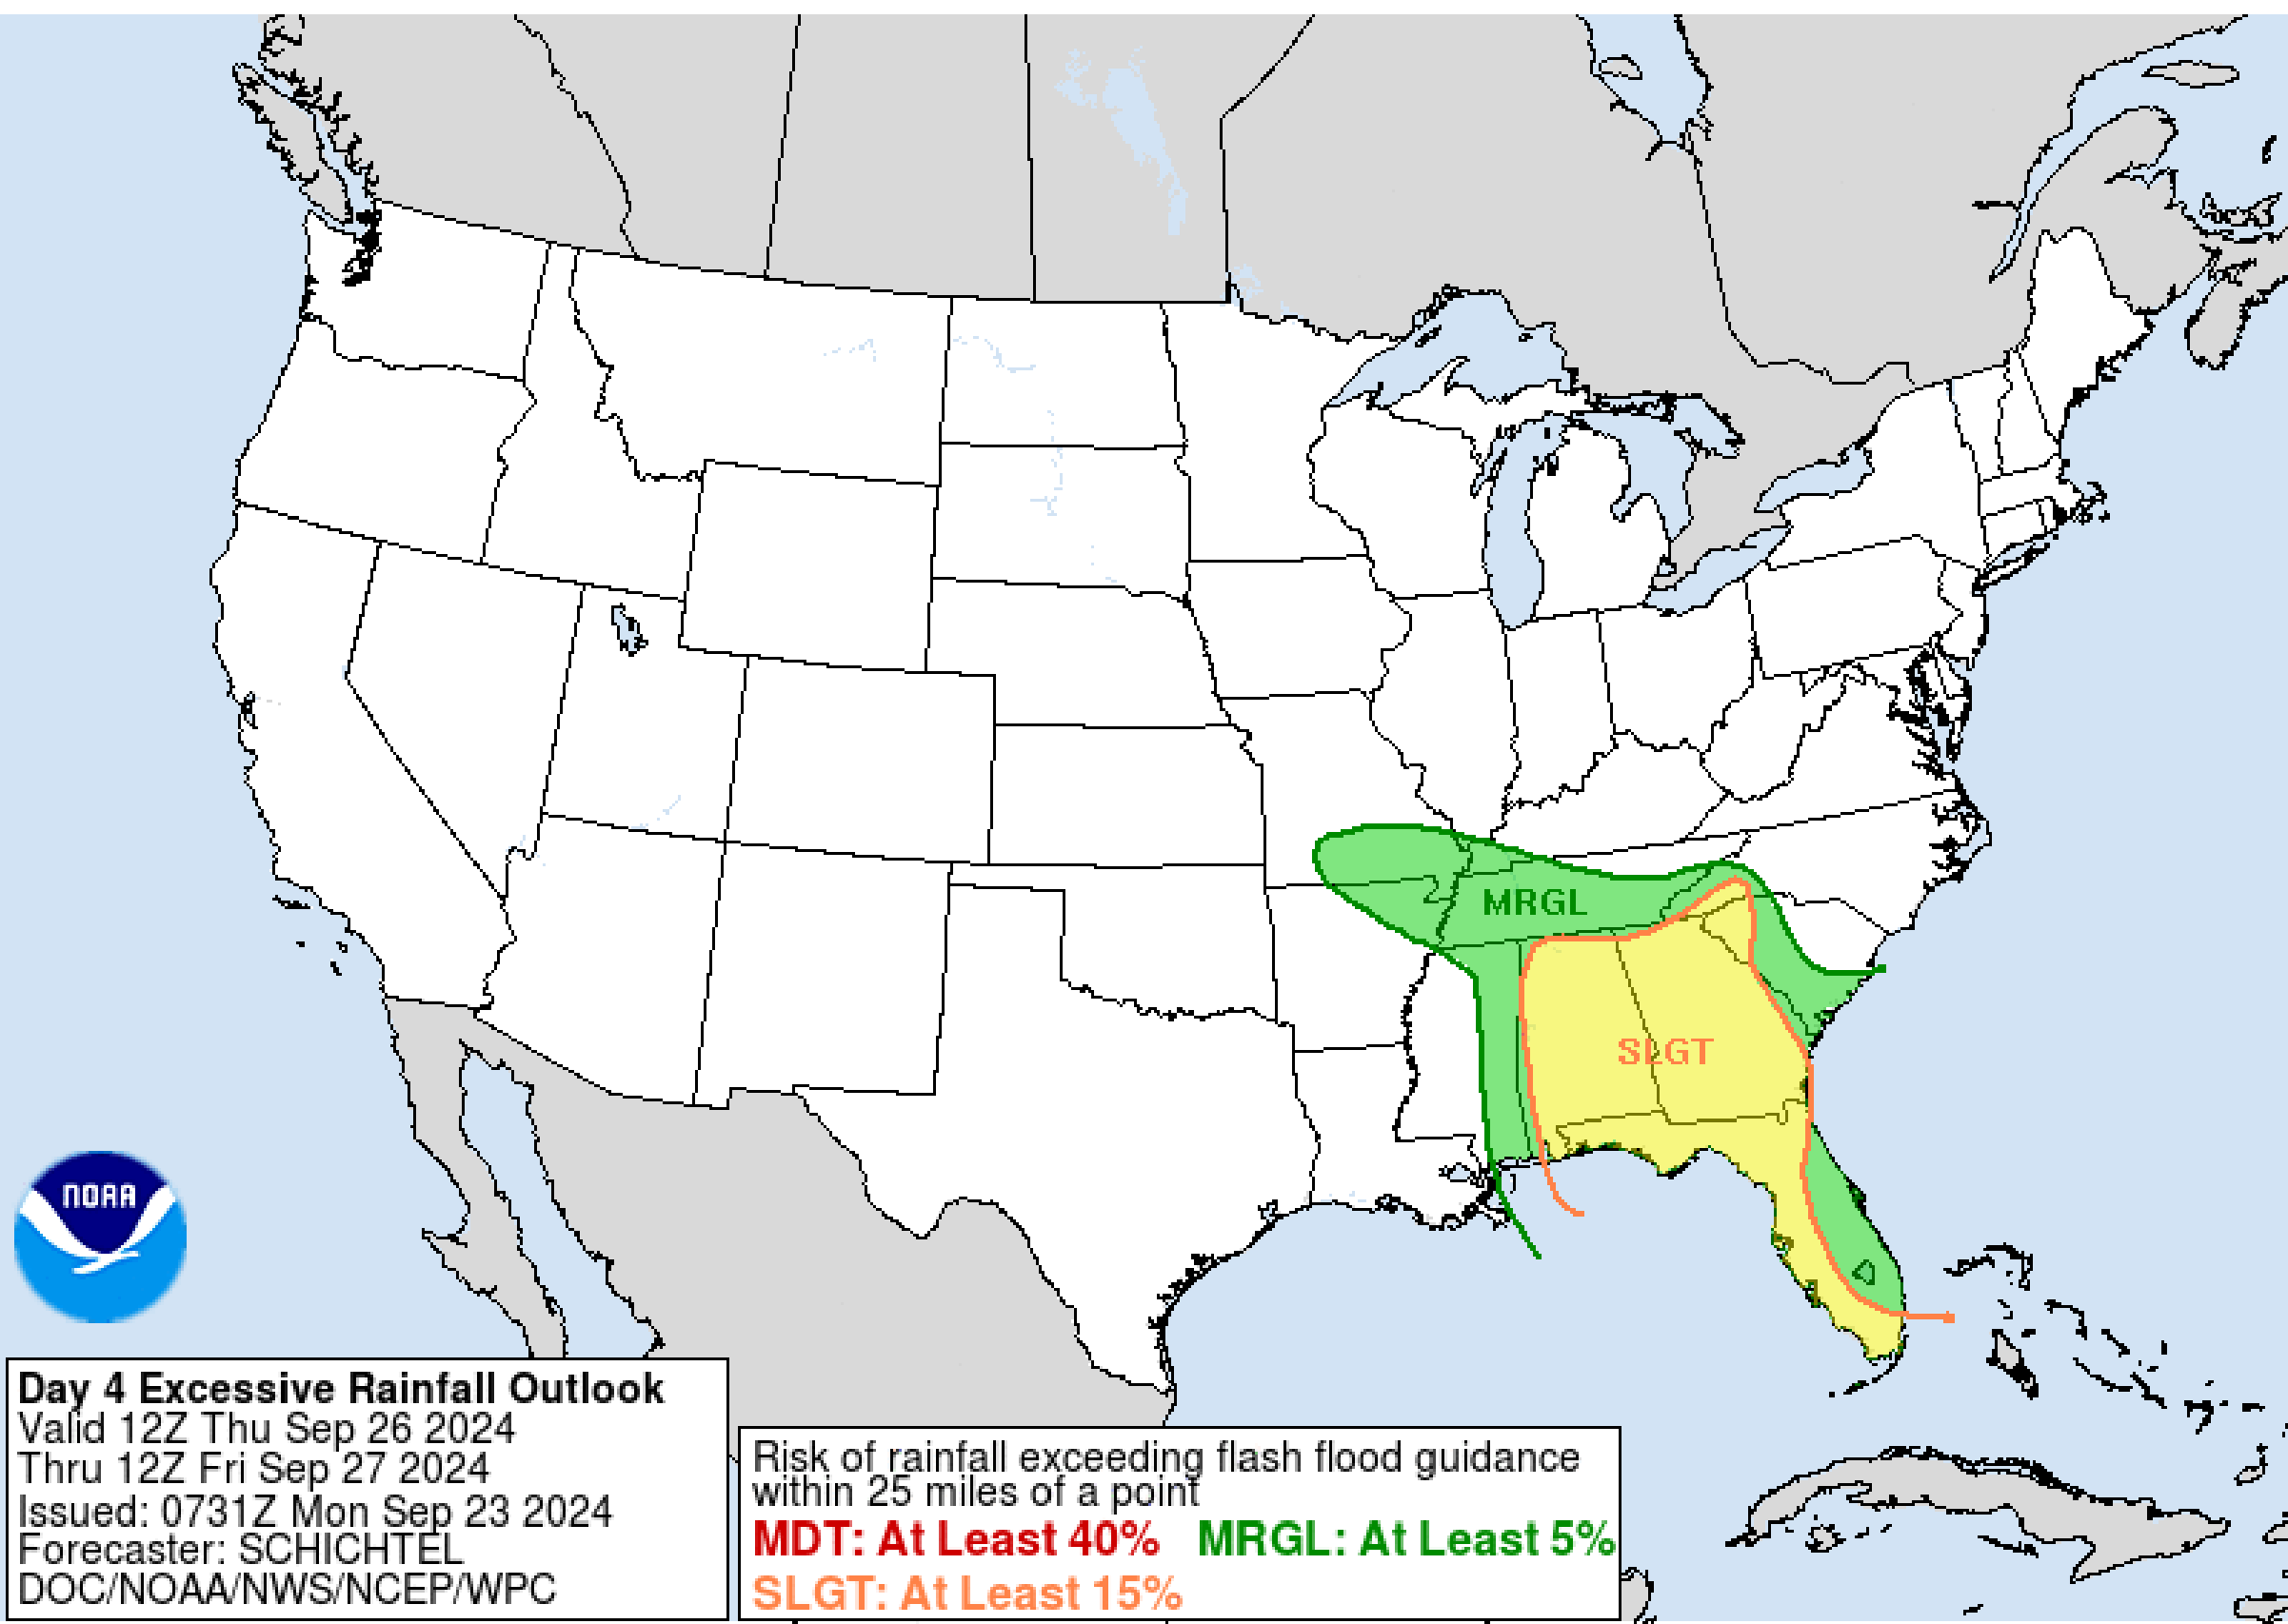 MRGL
SLGT
NOAA
Day 4 Excessive Rainfall Outlook
Valid 12Z Thu Sep 26 2024
Thru 12Z Fri Sep 27 2024
Issued: 0731Z Mon Sep 23 2024
Forecaster: SCHICHTEL
DOC/NOAA/NWS/NCEP/WPC
Risk of rainfall exceeding flash flood guidance
within 25 miles of a point
MDT: At Least 40% MRGL: At Least 5%
SLGT: At Least 15%